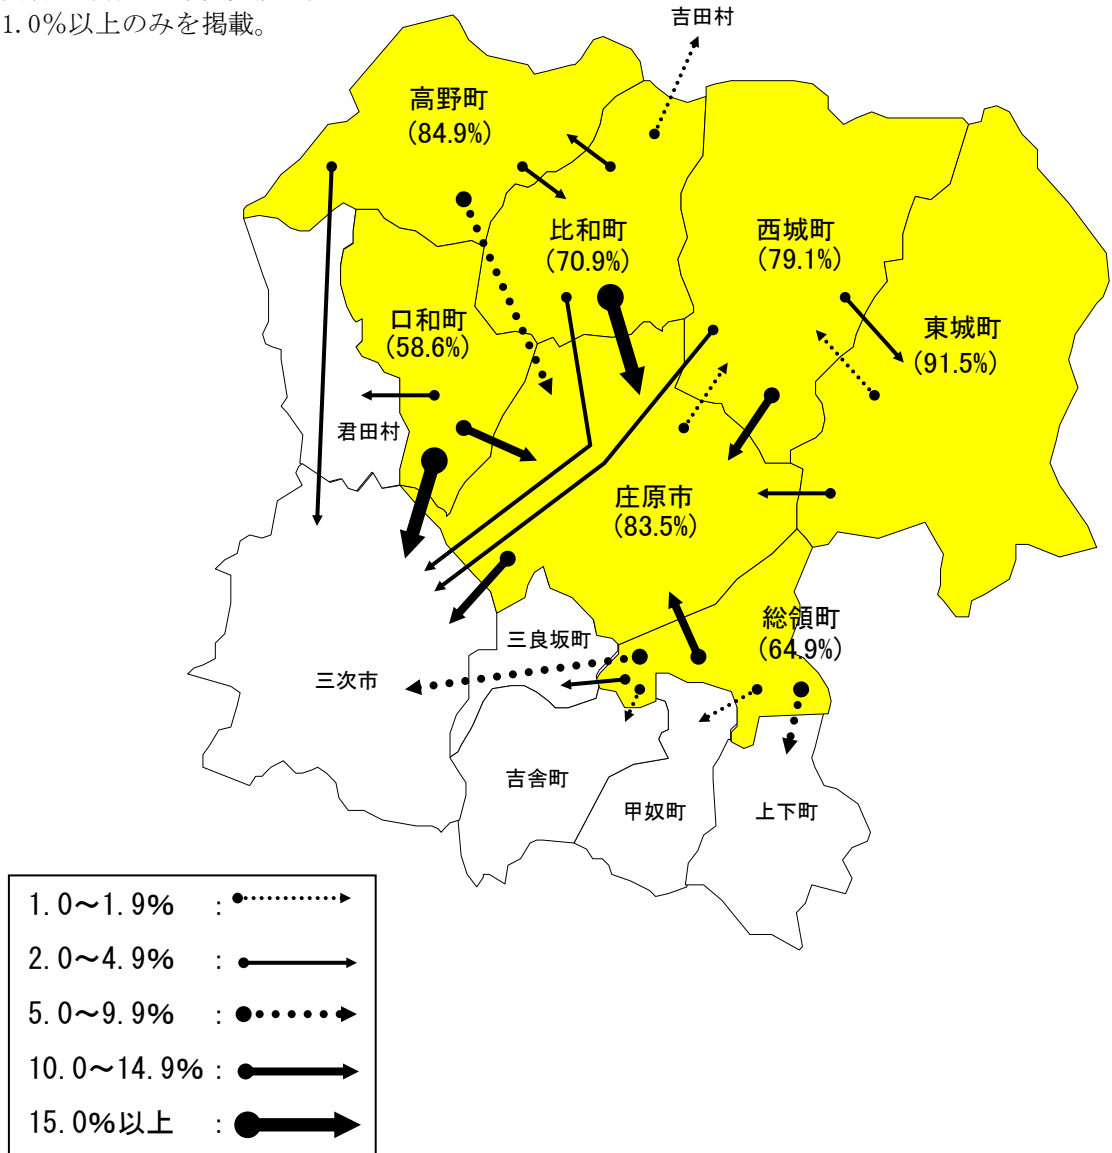 1.0%以上のみを掲載。
吉田村
高野町
(84.9%)
比和町
(70.9%)
西城町
(79.1%)
東城町
(91.5%)
口和町
(58.6%)
君田村
庄原市
(83.5%)
総領町
(64.9%)
三良坂町
三次市
吉舎町
甲奴町
上下町
1.0～1.9% :
2.0～4.9% :
5.0～9.9% :
10.0～14.9% :
15.0%以上 :